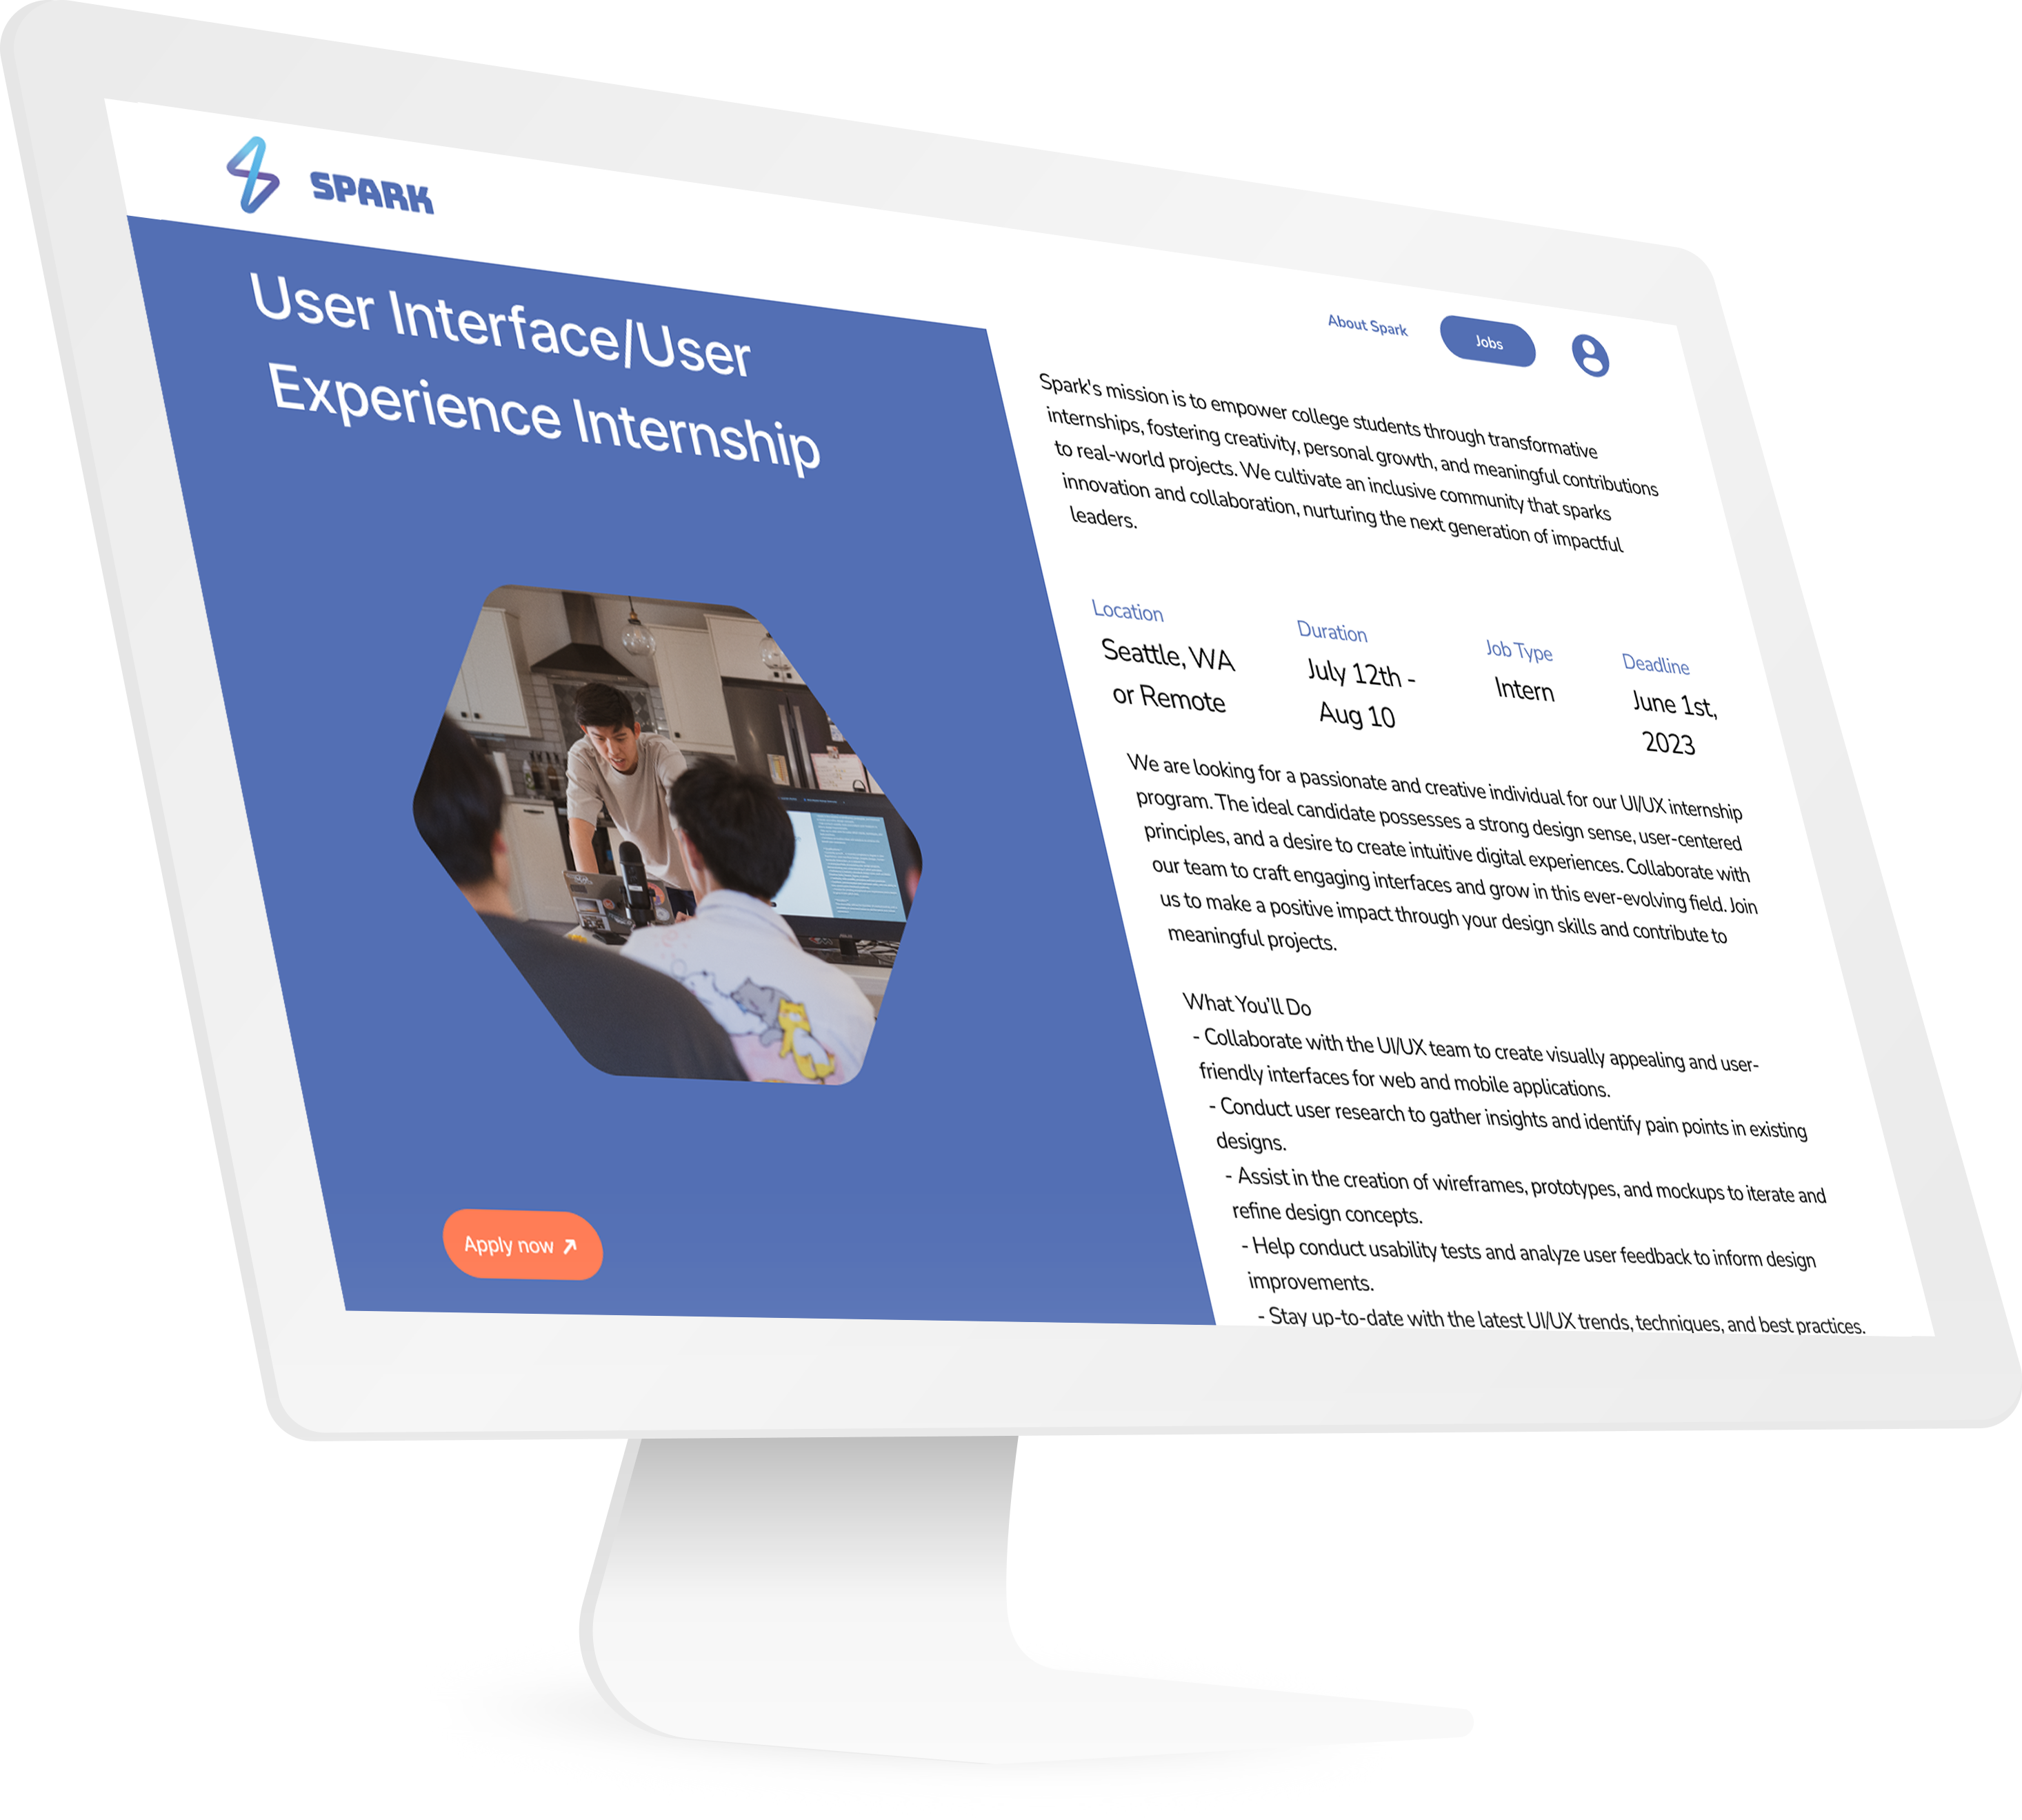 SPARK
User Interface/User
Experience Internship
Apply now
About Spark
Jobs
Spark's mission is to empower college students through transformative
internships, fostering creativity, personal growth, and meaningful contributions
to real-world projects. We cultivate an inclusive community that sparks
innovation and collaboration, nurturing the next generation of impactful
leaders.
Location
Seattle, WA
or Remote
Duration
July 12th -
Aug 10
Job Type
Intern
Deadline
June 1st,
2023
We are looking for a passionate and creative individual for our UI/UX internship
program. The ideal candidate possesses a strong design sense, user-centered
principles, and a desire to create intuitive digital experiences. Collaborate with
our team to craft engaging interfaces and grow in this ever-evolving field. Join
us to make a positive impact through your design skills and contribute to
meaningful projects.
What You'll Do
- Collaborate with the UI/UX team to create visually appealing and user-
friendly interfaces for web and mobile applications.
- Conduct user research to gather insights and identify pain points in existing
designs.
- Assist in the creation of wireframes, prototypes, and mockups to iterate and
refine design concepts.
- Help conduct usability tests and analyze user feedback to inform design
improvements.
- Stay up-to-date with the latest UI/UX trends, techniques, and best practices.